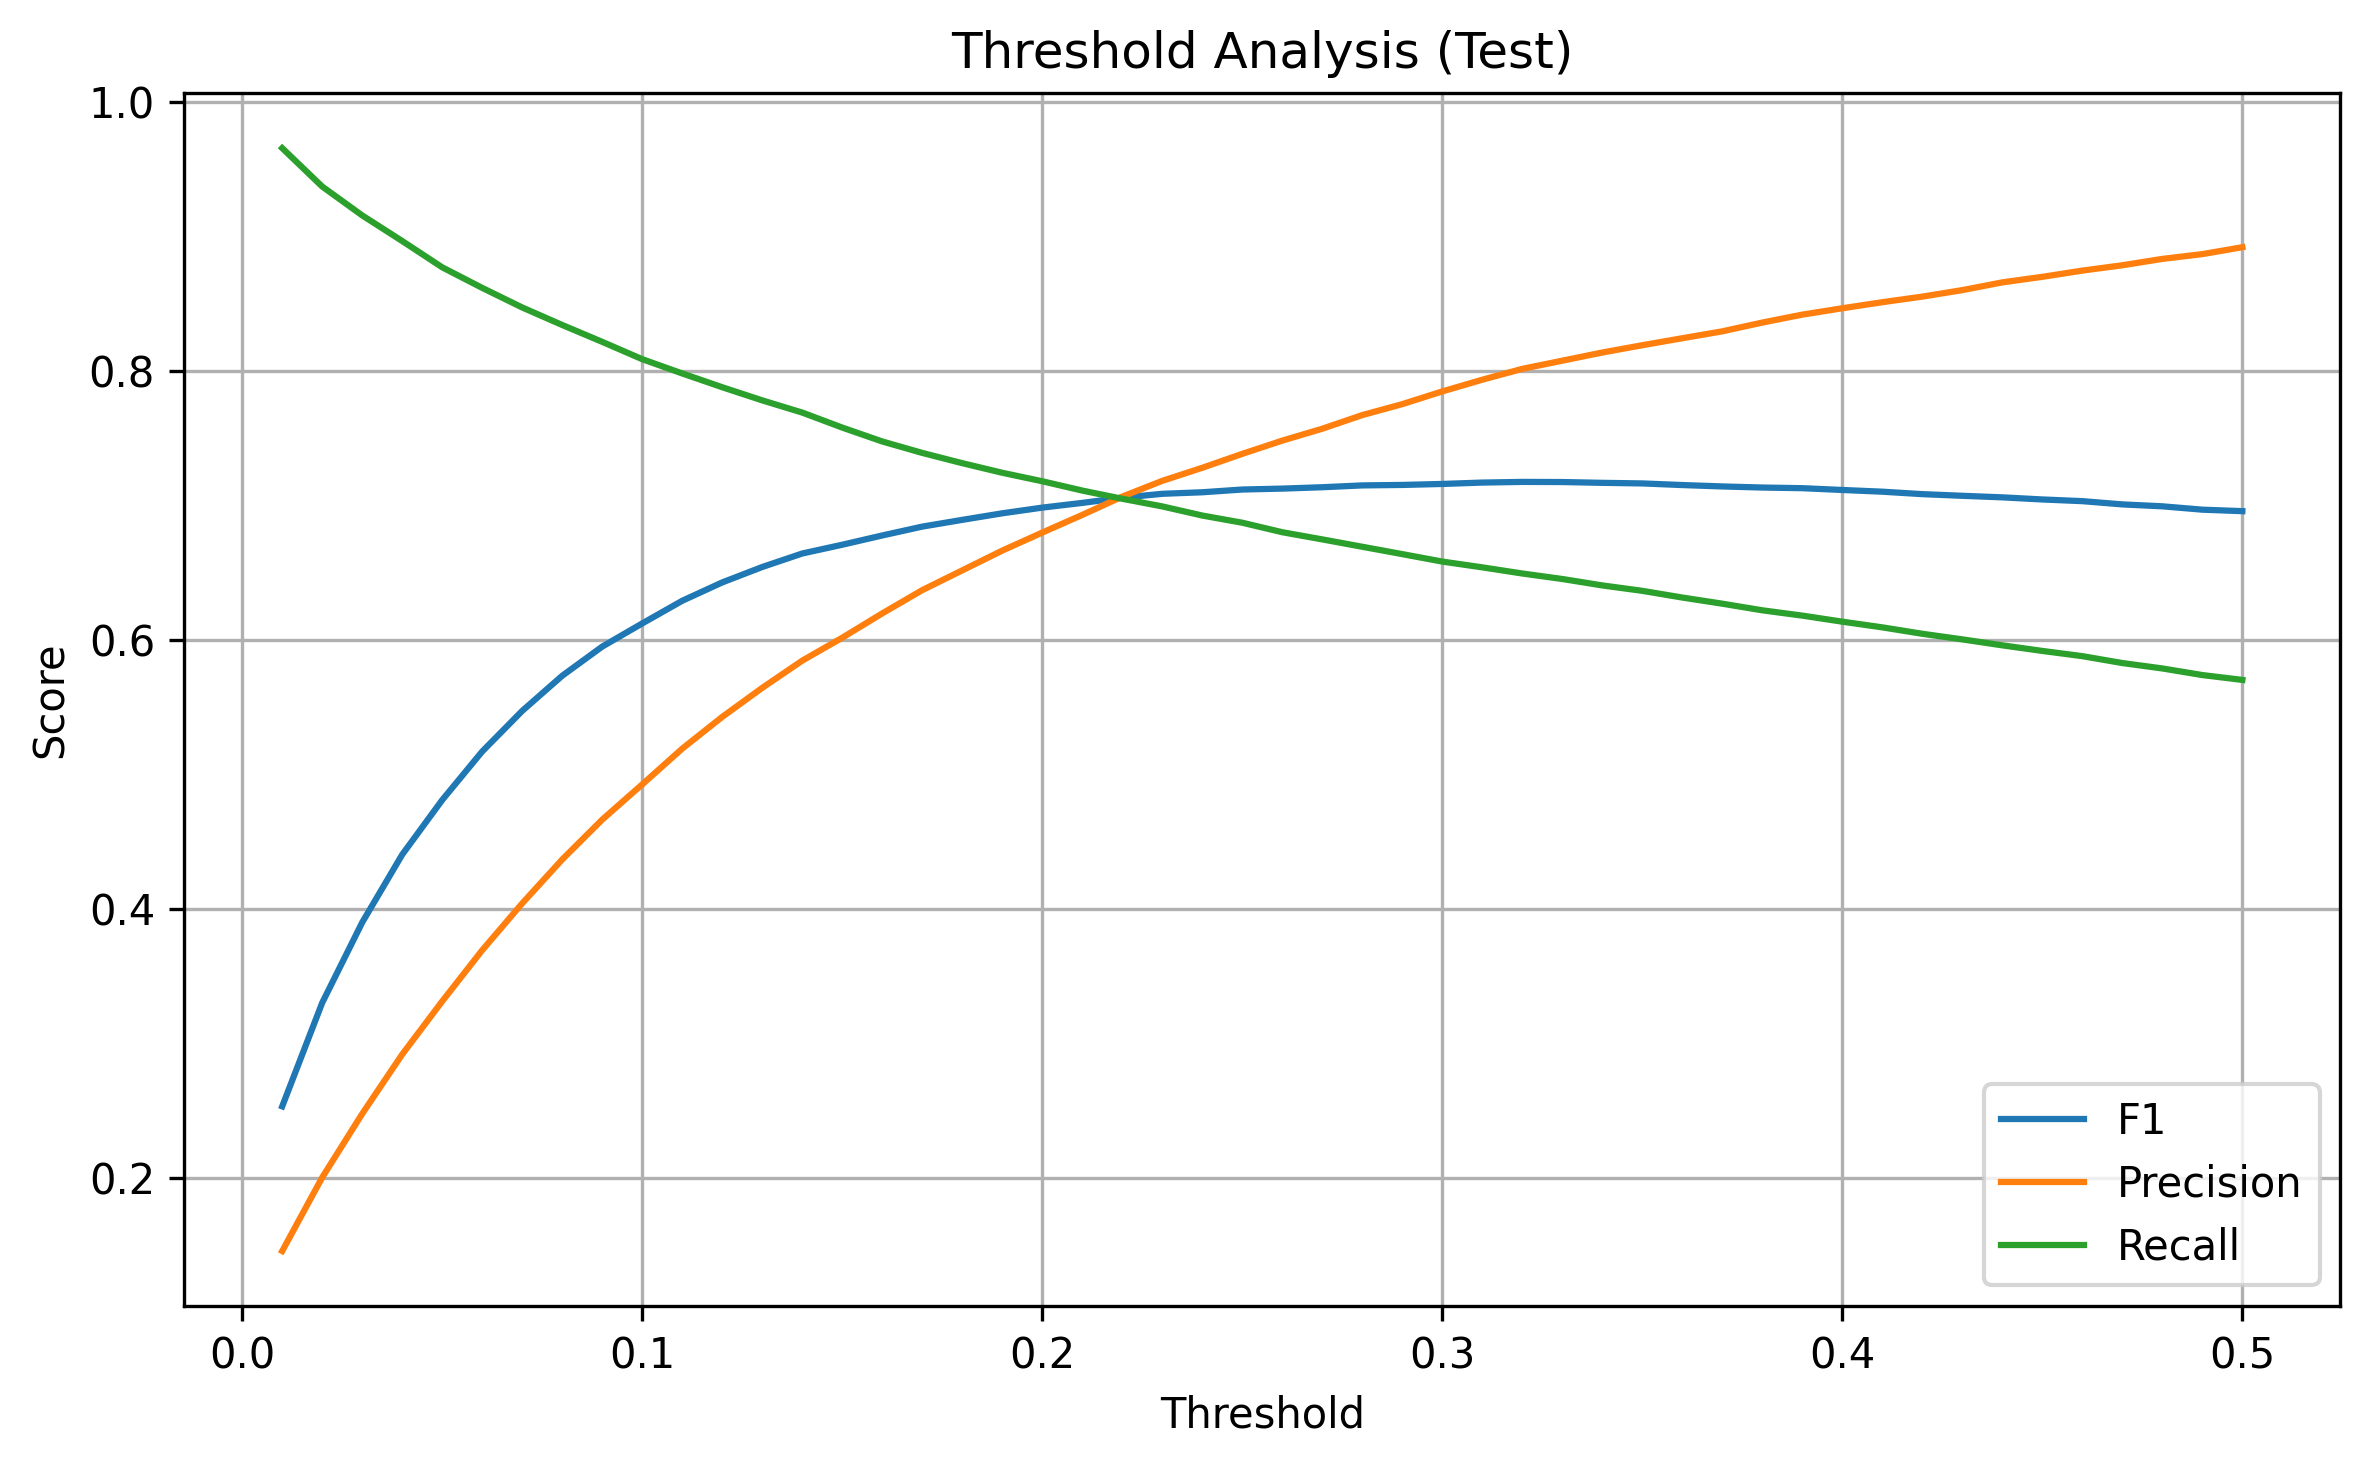 Threshold Analysis (Test)
1.0
0.8
0.6
0.4
0.2
Score
0.0 0.1 0.2 0.3 0.4 0.5
Threshold
F1
Precision
Recall